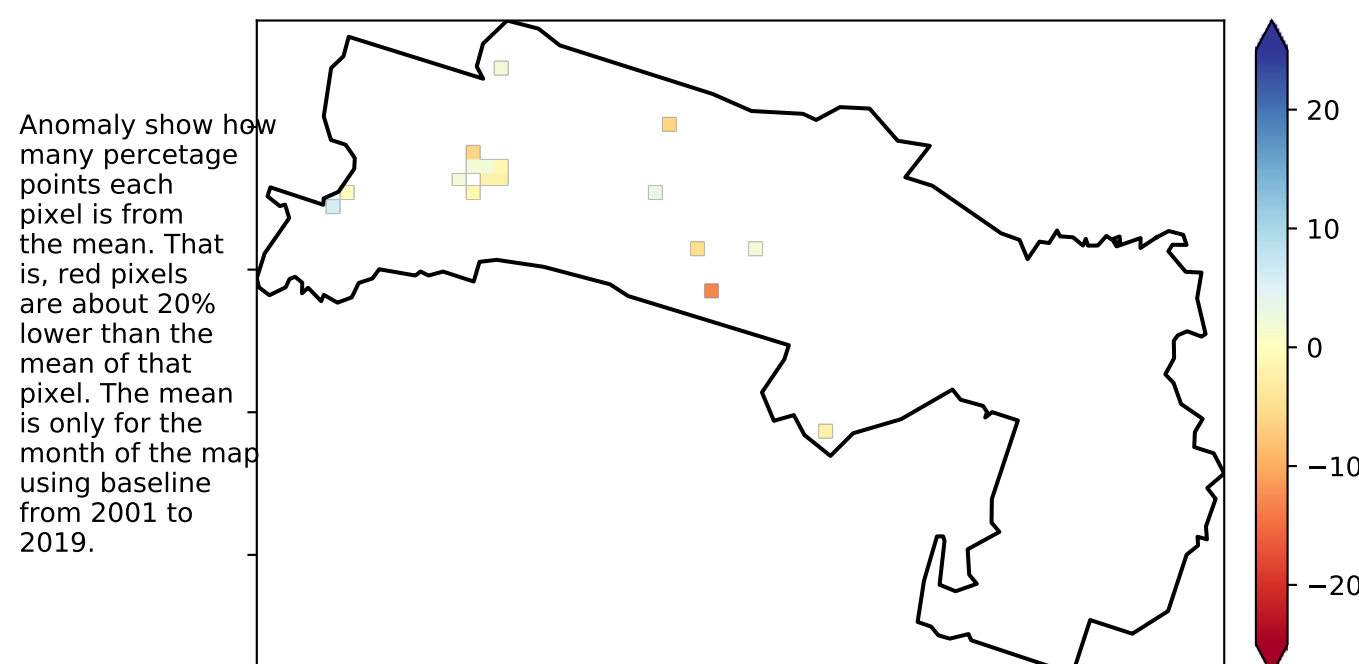 Anomaly show how
many percetage
points each
pixel is from
the mean. That
is, red pixels
are about 20%
lower than the
mean of that
pixel. The mean
is only for the
month of the map
using baseline
from 2001 to
2019.
20
10
0
−10
−20